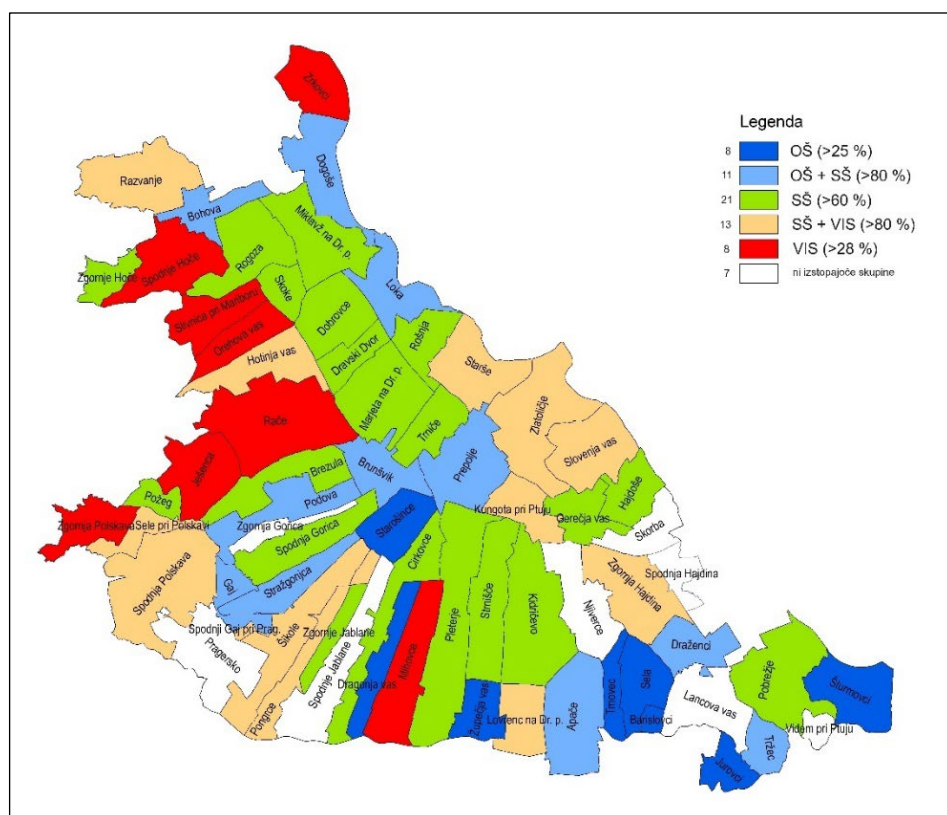 Zrkovci
Legenda
8 OŠ (>25 %)
11 OŠ + SŠ (>80 %)
21 SŠ (>60 %)
13 SŠ + VIS (>80 %)
8 VIS (>28 %)
7 ni izstopajoče skupine
Dogoše
Razvanje
Bohova
Miklavž na Dr. p.
Rogoza
Spodnje Hoče
Zgornje Hoče
Skoke
Loka
Slivnica pri Mariboru
Orehova vas
Dobrovce
Hotinja vas
Dravski Dvor
Rošnja
Starše
Marjeta na Dr. p.
Zlatoličje
Rače
Trniče
Slovenja vas
Prepolje
Brunšvik
Brezula
Ješenca
Podova
Požeg
Hajdoše
Kungota pri Ptuju
Gerečja vas
Skorba
Zgornja Polskava
Sele pri Polskavi
Zgornja Gorica
Starošince
Spodnja Gorica
Cirkovce
Spodnja Hajdina
Zgornja Hajdina
Spodnja Polskava
Gaj
Stražgonjca
Strnišče
Kidričevo
Njiverce
Pleterje
Spodnji Gaj pri Prag.
Šikole
Zgornje Jablane
Pragersko
Mihovce
Draženci
Spodnje Jablane
Dragonja vas
Pobrežje
Šturmovci
Sela
Trnovec
Apače
Lancova vas
Pongrce
Župečja vas
Lovrenc na Dr. p.
Barislovci
Videm pri Ptuju
Tržec
Jurovci